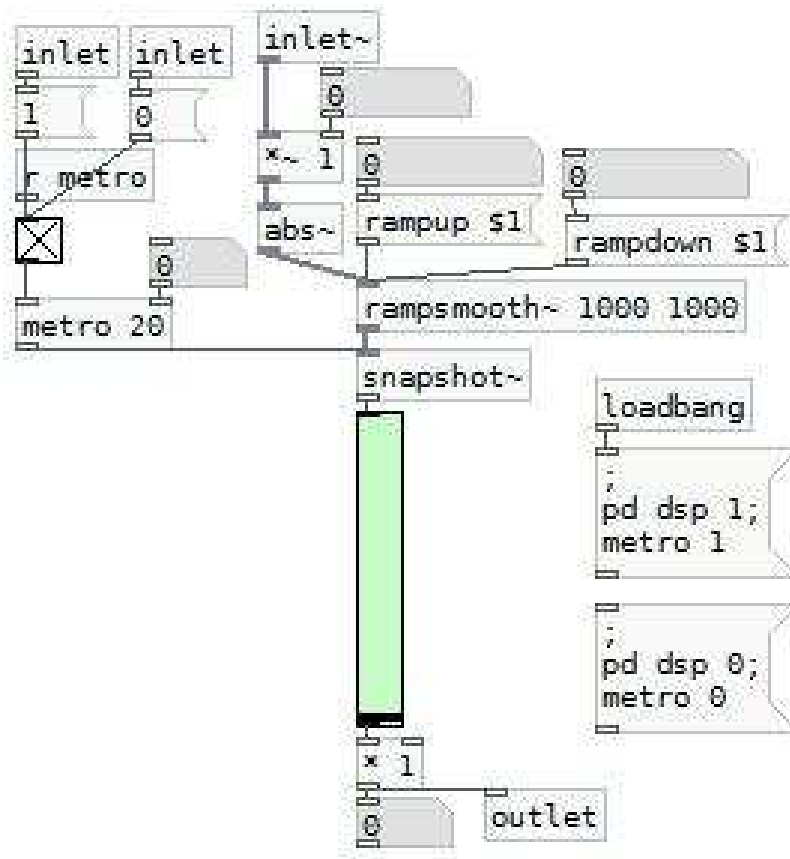 inlet
inlet
inlet~
1
0
0
r metro
*~ 1
0
0
abs~
rampup $1
rampdown $1
0
metro 20
rampsmooth~ 1000 1000
snapshot~
loadbang
;
pd dsp 1;
metro 1
;
pd dsp 0;
metro 0
* 1
0
outlet